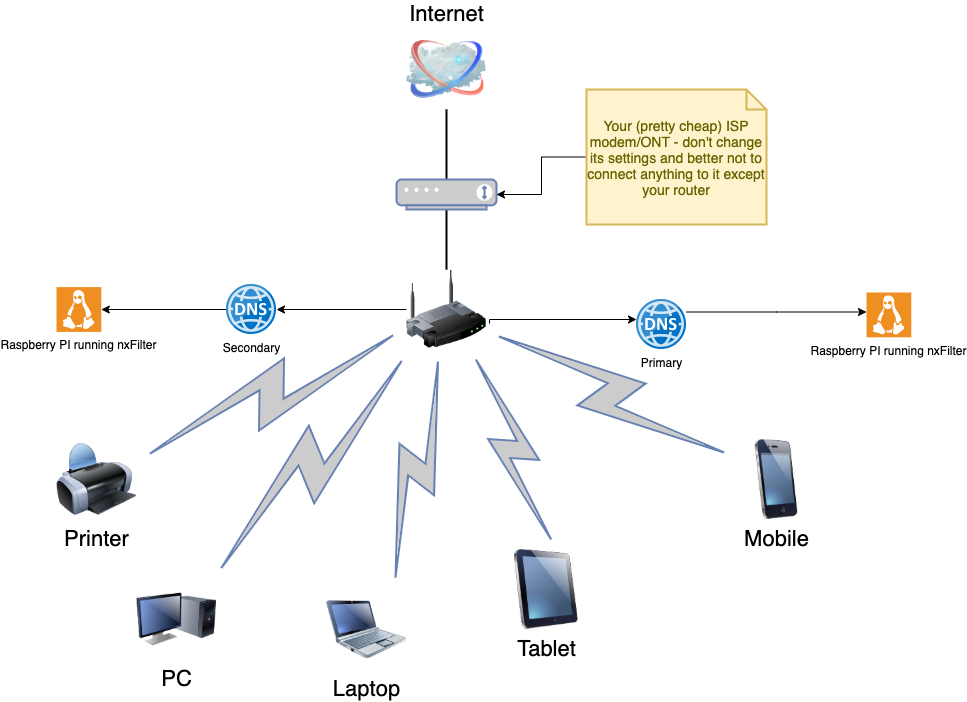 Internet
Your (pretty cheap) ISP
modem/ONT - don't change
its settings and better not to
connect anything to it except
your router
DNS
Secondary
Raspberry PI running nxFilter
DNS
Primary
Raspberry PI running nxFilter
Printer
Mobile
PC
Laptop
Tablet